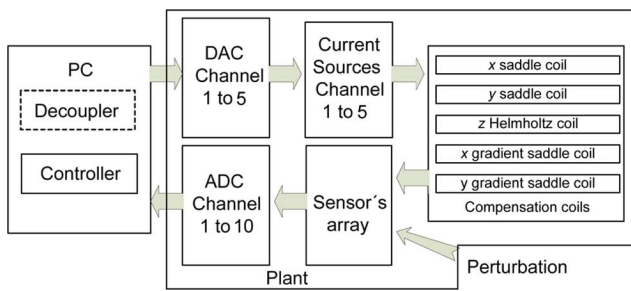 PC
Decoupler
Controller
DAC
Channel
1 to 5
Current
Sources
Channel
1 to 5
x saddle coil
y saddle coil
z Helmholtz coil
x gradient saddle coil
y gradient saddle coil
Compensation coils
ADC
Channel
1 to 10
Sensor´s
array
Plant
Perturbation